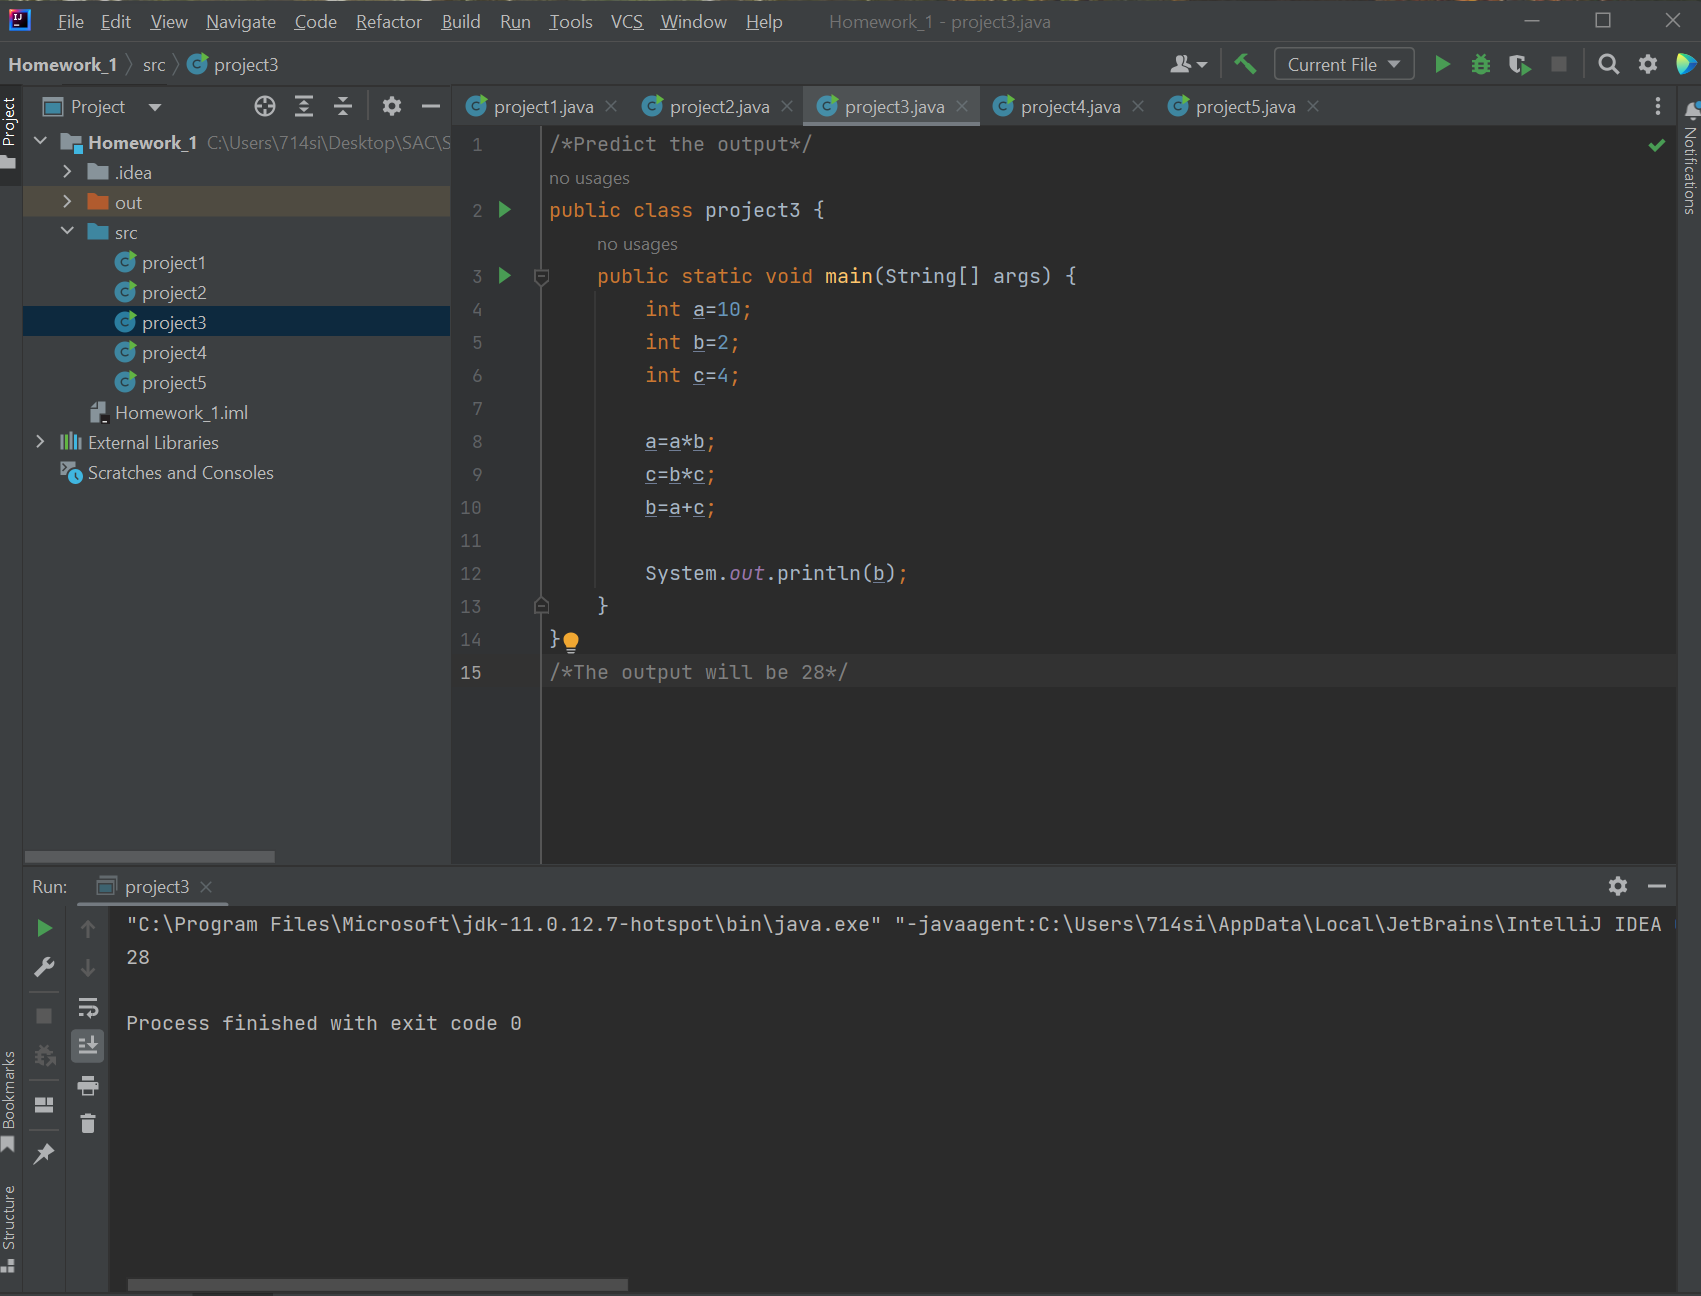 File Edit View Navigate Code Refactor Build Run Tools VCS Window Help Homework_1 - project3.java
Homework_1 src project3 Current File
Project
project1.java project2.java project3.java project4.java project5.java
Project
Notifications
Homework_1 C:\Users\714si\Desktop\SAC\S
.idea
out
src
project1
project2
project3
project4
project5
Homework_1.iml
External Libraries
Scratches and Consoles
1 /*Predict the output*/
no usages
2 public class project3 {
no usages
3 public static void main(String[] args) {
4 int a=10;
5 int b=2;
6 int c=4;
7
8 a=a*b;
9 c=b*c;
10 b=a+c;
11
12 System.out.println(b);
13 }
14 }
15 /*The output will be 28*/
Run: project3
"C:\Program Files\Microsoft\jdk-11.0.12.7-hotspot\bin\java.exe" "-javaagent:C:\Users\714si\AppData\Local\JetBrains\IntelliJ IDEA
28
Process finished with exit code 0
Bookmarks
Structure